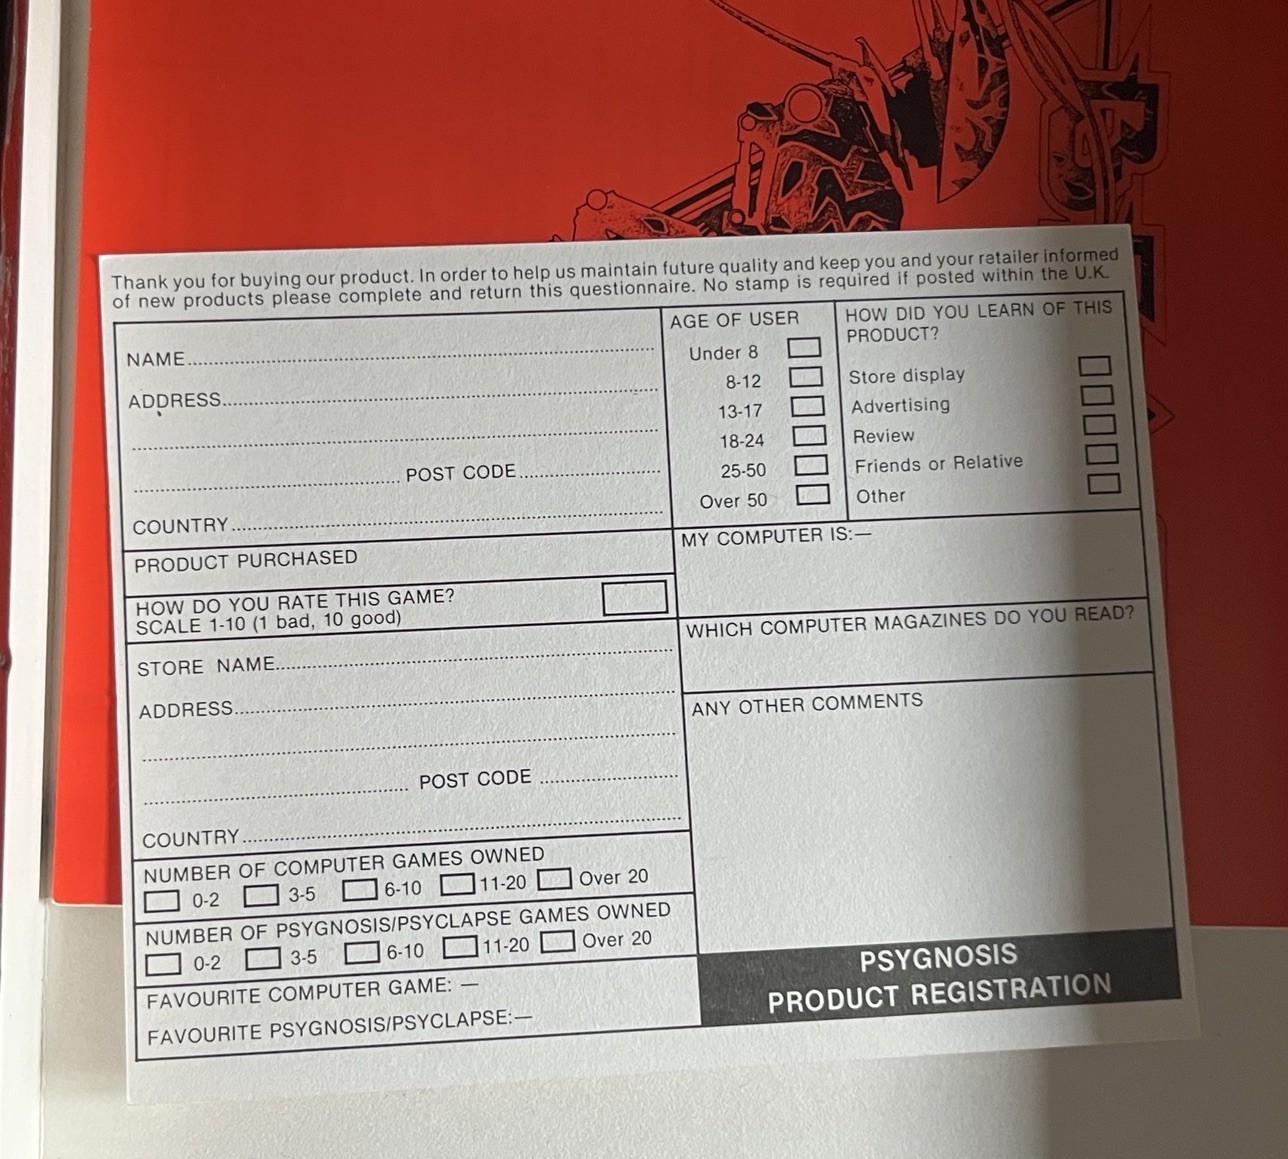 Thank you for buying our product. In order to help us maintain future quality and keep you and your retailer informed
of new products please complete and return this questionnaire. No stamp is required if posted within the U.K.
NAME
ADDRESS
POST CODE
COUNTRY
AGE OF USER
Under 8
8-12
13-17
18-24
25-50
Over 50
HOW DID YOU LEARN OF THIS
PRODUCT?
Store display
Advertising
Review
Friends or Relative
Other
PRODUCT PURCHASED
HOW DO YOU RATE THIS GAME?
SCALE 1-10 (1 bad, 10 good)
MY COMPUTER IS:—
WHICH COMPUTER MAGAZINES DO YOU READ?
STORE NAME
ADDRESS
POST CODE
COUNTRY
ANY OTHER COMMENTS
NUMBER OF COMPUTER GAMES OWNED
0-2 3-5 6-10 11-20 Over 20
NUMBER OF PSYGNOSIS/PSYCLAPSE GAMES OWNED
0-2 3-5 6-10 11-20 Over 20
FAVOURITE COMPUTER GAME: —
FAVOURITE PSYGNOSIS/PSYCLAPSE:—
PSYGNOSIS
PRODUCT REGISTRATION